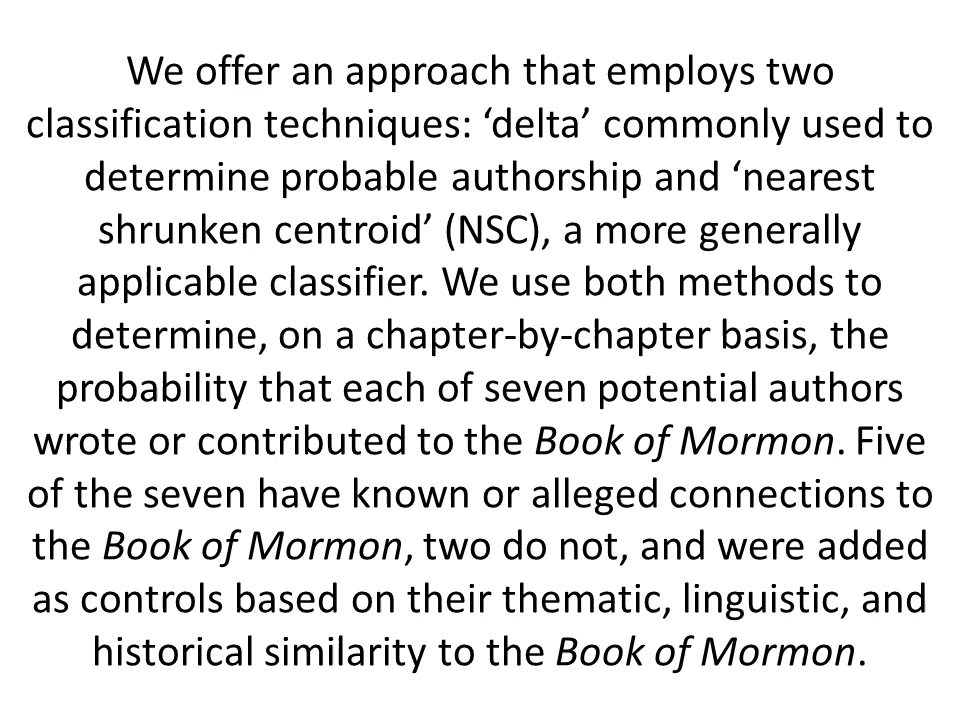 We offer an approach that employs two
classification techniques: ‘delta’ commonly used to
determine probable authorship and ‘nearest
shrunken centroid’ (NSC), a more generally
applicable classifier. We use both methods to
determine, on a chapter-by-chapter basis, the
probability that each of seven potential authors
wrote or contributed to the Book of Mormon. Five
of the seven have known or alleged connections to
the Book of Mormon, two do not, and were added
as controls based on their thematic, linguistic, and
historical similarity to the Book of Mormon.